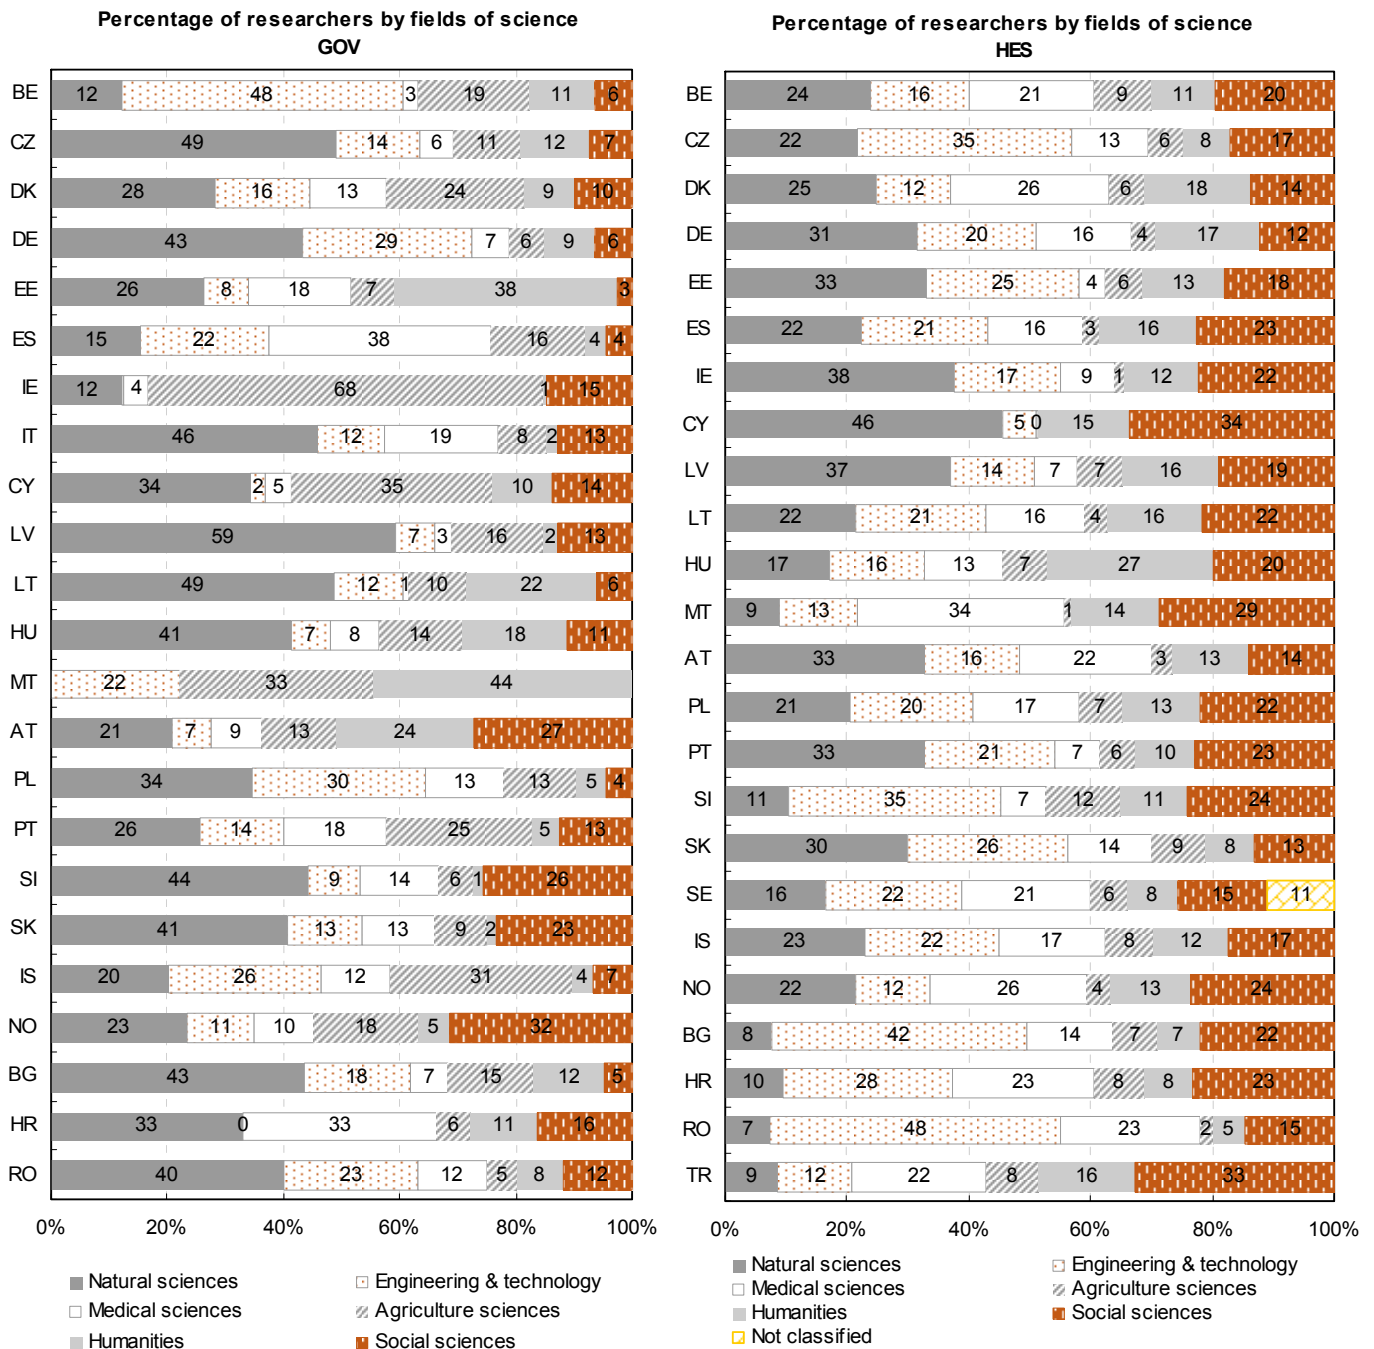 Percentage of researchers by fields of science
GOV
BE 12 48 3 19 11 6
CZ 49 14 6 11 12 7
DK 28 16 13 24 9 10
DE 43 29 7 6 9 6
EE 26 8 18 7 38 3
ES 15 22 38 16 4 4
IE 12 4 68 1 15
IT 46 12 19 8 2 13
CY 34 2 5 35 10 14
LV 59 7 3 16 2 13
LT 49 12 1 10 22 6
HU 41 7 8 14 18 11
MT 22 33 44
AT 21 7 9 13 24 27
PL 34 30 13 13 5 4
PT 26 14 18 25 5 13
SI 44 9 14 6 1 26
SK 41 13 13 9 2 23
IS 20 26 12 31 4 7
NO 23 11 10 18 5 32
BG 43 18 7 15 12 5
HR 33 0 33 6 11 16
RO 40 23 12 5 8 12
0% 20% 40% 60% 80% 100%
Natural sciences Engineering & technology
Medical sciences Agriculture sciences
Humanities Social sciences
Percentage of researchers by fields of science
HES
BE 24 16 21 9 11 20
CZ 22 35 13 6 8 17
DK 25 12 26 6 18 14
DE 31 20 16 4 17 12
EE 33 25 4 6 13 18
ES 22 21 16 3 16 23
IE 38 17 9 1 12 22
CY 46 5 0 15 34
LV 37 14 7 7 16 19
LT 22 21 16 4 16 22
HU 17 16 13 7 27 20
MT 9 13 34 1 14 29
AT 33 16 22 3 13 14
PL 21 20 17 7 13 22
PT 33 21 7 6 10 23
SI 11 35 7 12 11 24
SK 30 26 14 9 8 13
SE 16 22 21 6 8 15 11
IS 23 22 17 8 12 17
NO 22 12 26 4 13 24
BG 8 42 14 7 7 22
HR 10 28 23 8 8 23
RO 7 48 23 2 5 15
TR 9 12 22 8 16 33
0% 20% 40% 60% 80% 100%
Natural sciences Engineering & technology
Medical sciences Agriculture sciences
Humanities Social sciences
Not classified